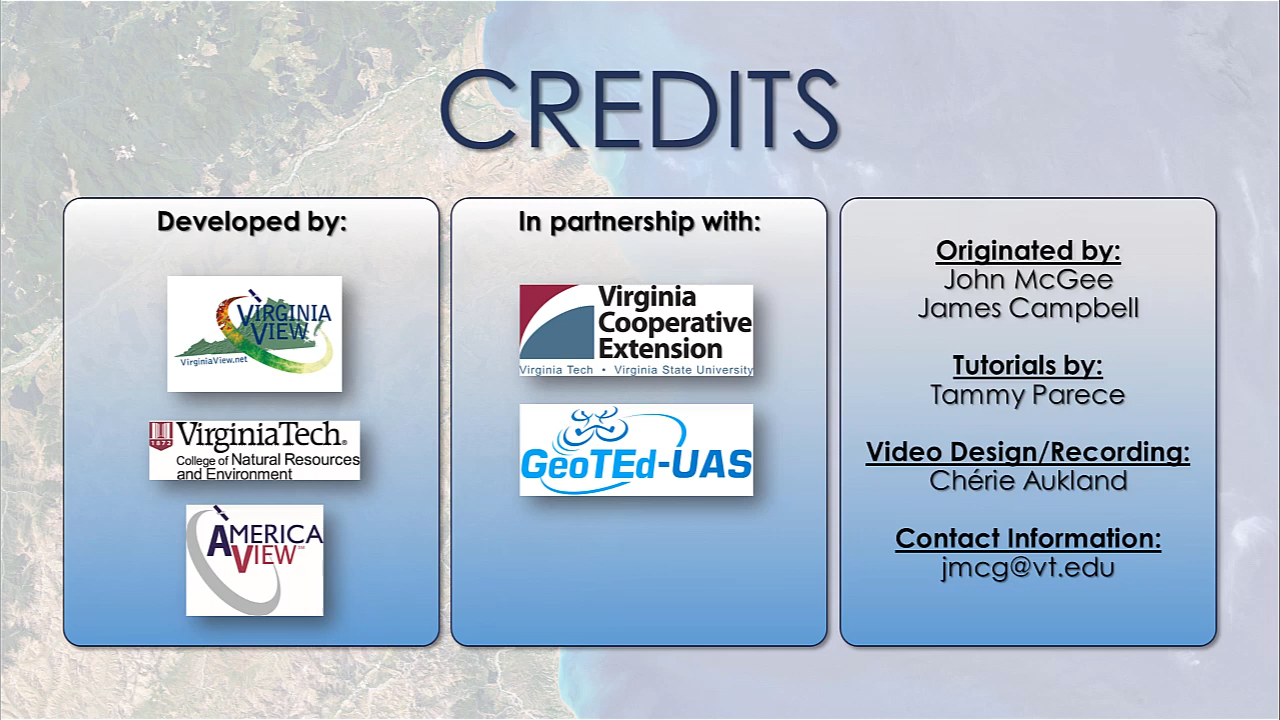 CREDITS
Developed by:
VIRGINIA
VIEW
VirginiaView.net
1872
VirginiaTech®
College of Natural Resources
and Environment
AMERICA
VIEW™
In partnership with:
Virginia
Cooperative
Extension
Virginia Tech • Virginia State University
GeoTEd-UAS
Originated by:
John McGee
James Campbell
Tutorials by:
Tammy Parece
Video Design/Recording:
Chérie Aukland
Contact Information:
jmcg@vt.edu